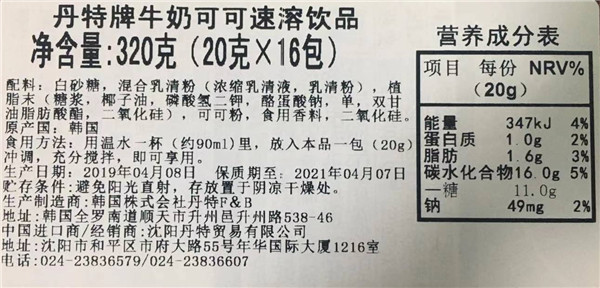 丹特牌牛奶可可速溶饮品
净含量:320克（20克×16包）
配料：白砂糖，混合乳清粉（浓缩乳清液，乳清粉），植
脂末（糖浆，椰子油，磷酸氢二钾，酪蛋酸钠，单，双甘
油脂肪酸酯，二氧化硅），可可粉，食用香料，二氧化硅。
原产国：韩国
食用方法：用温水一杯（约90ml）里，放入本品一包（20g）
冲调，充分搅拌，即可享用。
生产日期：2019年04月08日 保质期至：2021年04月07日
贮存条件:避免阳光直射，存放置于阴凉干燥处。
生产制造商:韩国株式会社丹特F&B
地址:韩国全罗南道顺天市升州邑升州路538-46
中国进口商/经销商:沈阳丹特贸易有限公司
地址:沈阳市和平区市府大路55号年华国际大厦1216室
电话:024-23836579/024-23836607
营养成分表
项目 每份 NRV%
（20g）
能量 347kJ 4%
蛋白质 1.0g 2%
脂肪 1.6g 3%
碳水化合物16.0g 5%
—糖 11.0g
钠 49mg 2%